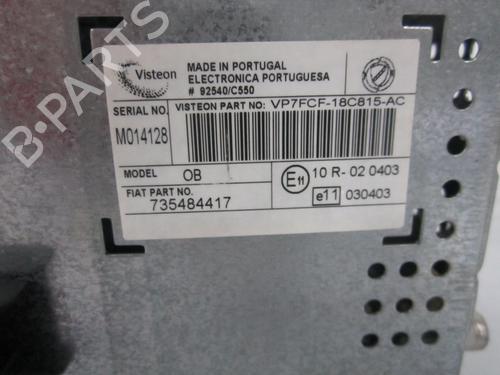 Visteon
MADE IN PORTUGAL
ELECTRONICA PORTUGUESA
# 92540/C550
FIAT
SERIAL NO.
M014128
VISTEON PART NO: VP7FCF-18C815-AC
MODEL OB
FIAT PART NO.
735484417
E11 10 R- 02 0403
e11 030403
B-PARTS